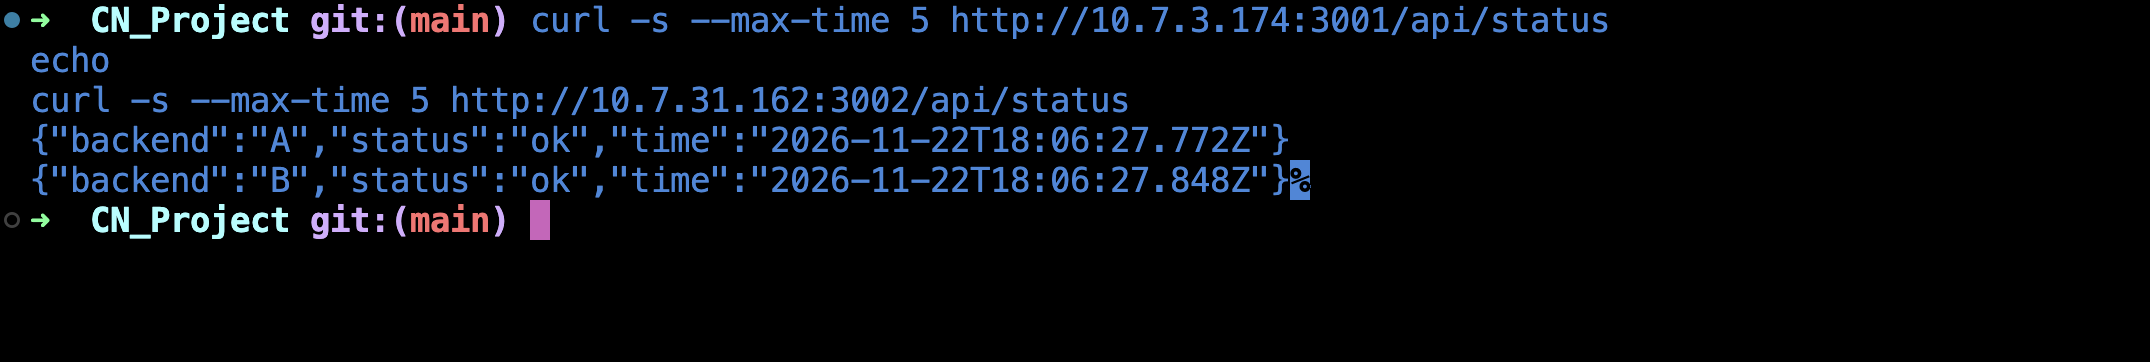 ➜  CN_Project git:(main) curl -s --max-time 5 http://10.7.3.174:3001/api/status
echo
curl -s --max-time 5 http://10.7.31.162:3002/api/status
{"backend":"A","status":"ok","time":"2026-11-22T18:06:27.772Z"}
{"backend":"B","status":"ok","time":"2026-11-22T18:06:27.848Z"}%
➜  CN_Project git:(main)